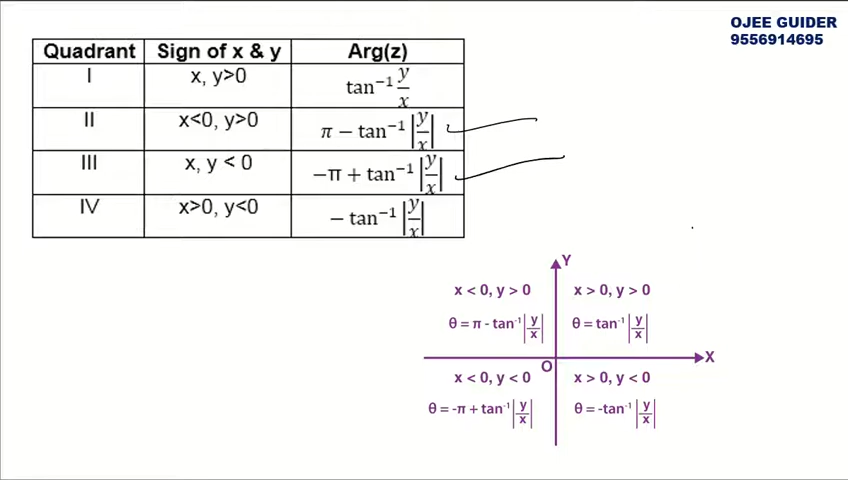 OJEE GUIDER
9556914695
Quadrant Sign of x & y Arg(z)
I x, y>0 tan⁻¹ y/x
II x<0, y>0 π − tan⁻¹ |y/x|
III x, y < 0 −π + tan⁻¹ |y/x|
IV x>0, y<0 − tan⁻¹ |y/x|
Y
x < 0, y > 0 x > 0, y > 0
θ = π - tan⁻¹ |y/x| θ = tan⁻¹ |y/x|
X
O
x < 0, y < 0 x > 0, y < 0
θ = -π + tan⁻¹ |y/x| θ = -tan⁻¹ |y/x|